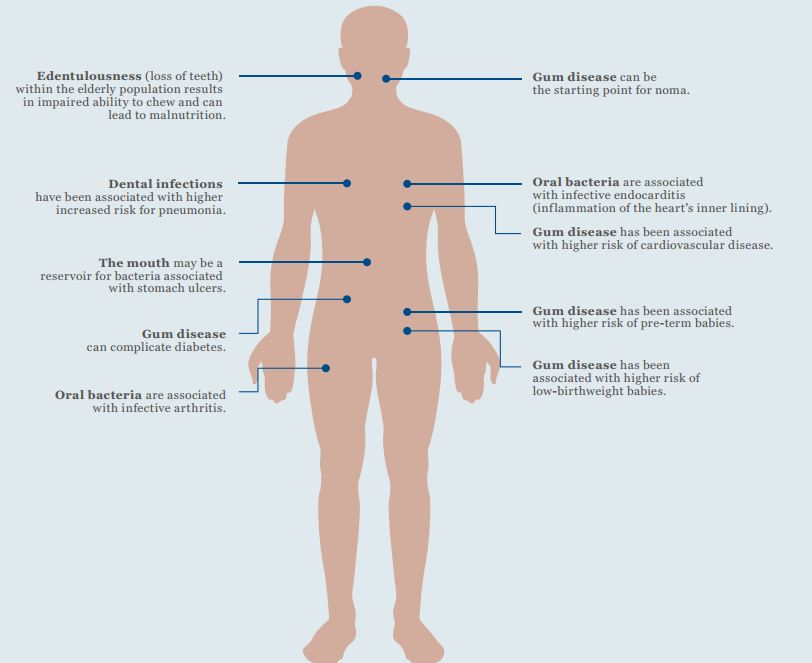 Edentulousness (loss of teeth)
within the elderly population results
in impaired ability to chew and can
lead to malnutrition.
Dental infections
have been associated with higher
increased risk for pneumonia.
The mouth may be a
reservoir for bacteria associated
with stomach ulcers.
Gum disease
can complicate diabetes.
Oral bacteria are associated
with infective arthritis.
Gum disease can be
the starting point for noma.
Oral bacteria are associated
with infective endocarditis
(inflammation of the heart's inner lining).
Gum disease has been associated
with higher risk of cardiovascular disease.
Gum disease has been associated
with higher risk of pre-term babies.
Gum disease has been
associated with higher risk of
low-birthweight babies.